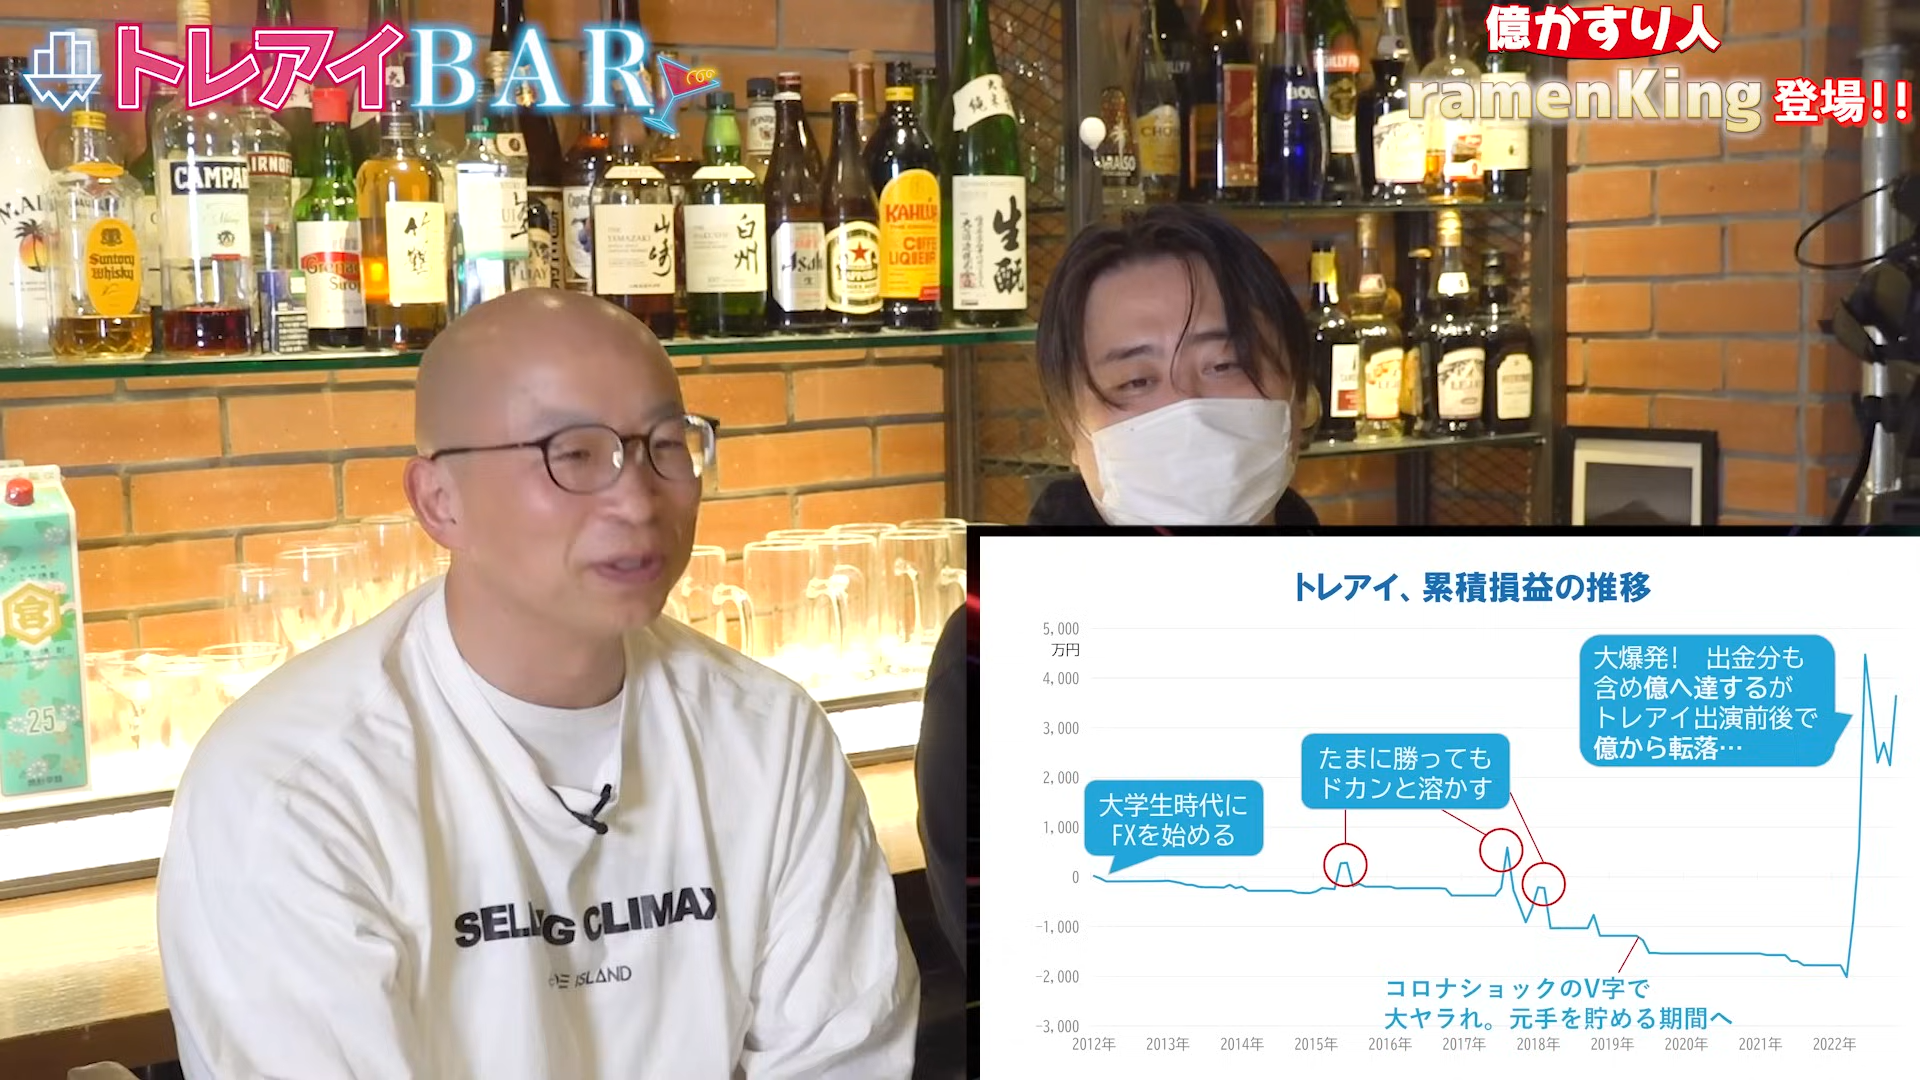 トレアイBAR
億かすり人
ramenKing 登場!!
CAMPA
SMIRNOFF
Suntory
Whisky
THE
YAMAZAKI
山崎
白州
Asahi
KAHLUA
COFFEE
LIQUEUR
純
生酛
25
SELLING CLIMAX
ISLAND
トレアイ、累積損益の推移
5,000
万円
4,000
3,000
2,000
1,000
0
-1,000
-2,000
-3,000
大学生時代に
FXを始める
たまに勝っても
ドカンと溶かす
大爆発! 出金分も
含め億へ達するが
トレアイ出演前後で
億から転落…
コロナショックのV字で
大ヤラれ。元手を貯める期間へ
2012年 2013年 2014年 2015年 2016年 2017年 2018年 2019年 2020年 2021年 2022年